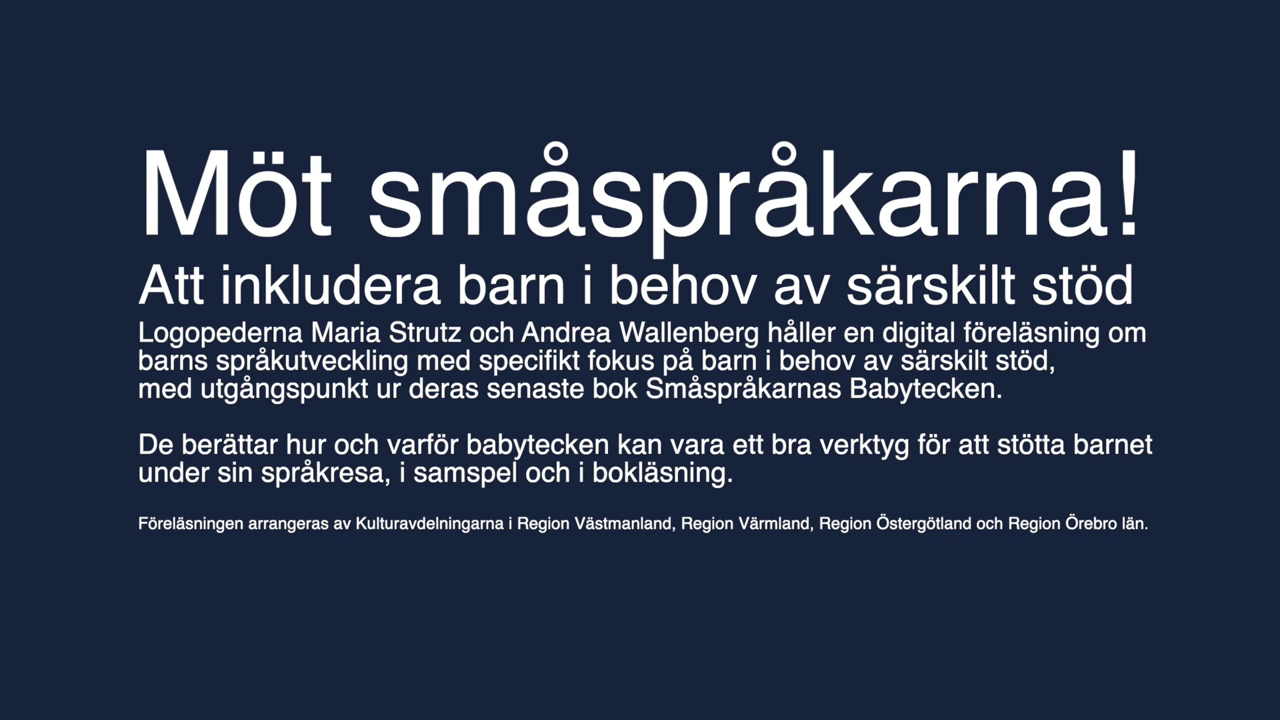 Möt småspråkarna!
Att inkludera barn i behov av särskilt stöd
Logopederna Maria Strutz och Andrea Wallenberg håller en digital föreläsning om
barns språkutveckling med specifikt fokus på barn i behov av särskilt stöd,
med utgångspunkt ur deras senaste bok Småspråkarnas Babytecken.
De berättar hur och varför babytecken kan vara ett bra verktyg för att stötta barnet
under sin språkresa, i samspel och i bokläsning.
Föreläsningen arrangeras av Kulturavdelningarna i Region Västmanland, Region Värmland, Region Östergötland och Region Örebro län.